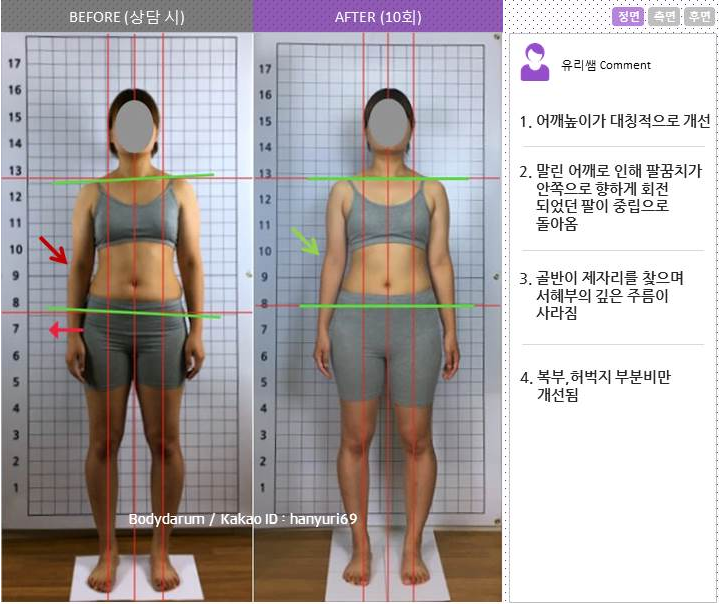 BEFORE (상담 시)
AFTER (10회)
정면 측면 후면
유리쌤 Comment
1. 어깨높이가 대칭적으로 개선
2. 말린 어깨로 인해 팔꿈치가
안쪽으로 향하게 회전
되었던 팔이 중립으로
돌아옴
3. 골반이 제자리를 찾으며
서혜부의 깊은 주름이
사라짐
4. 복부,허벅지 부분비만
개선됨
17
16
15
14
13
12
11
10
9
8
7
6
5
4
3
2
1
17
16
15
14
13
12
11
10
9
8
7
6
5
4
3
2
1
Bodydarum / Kakao ID : hanyuri69